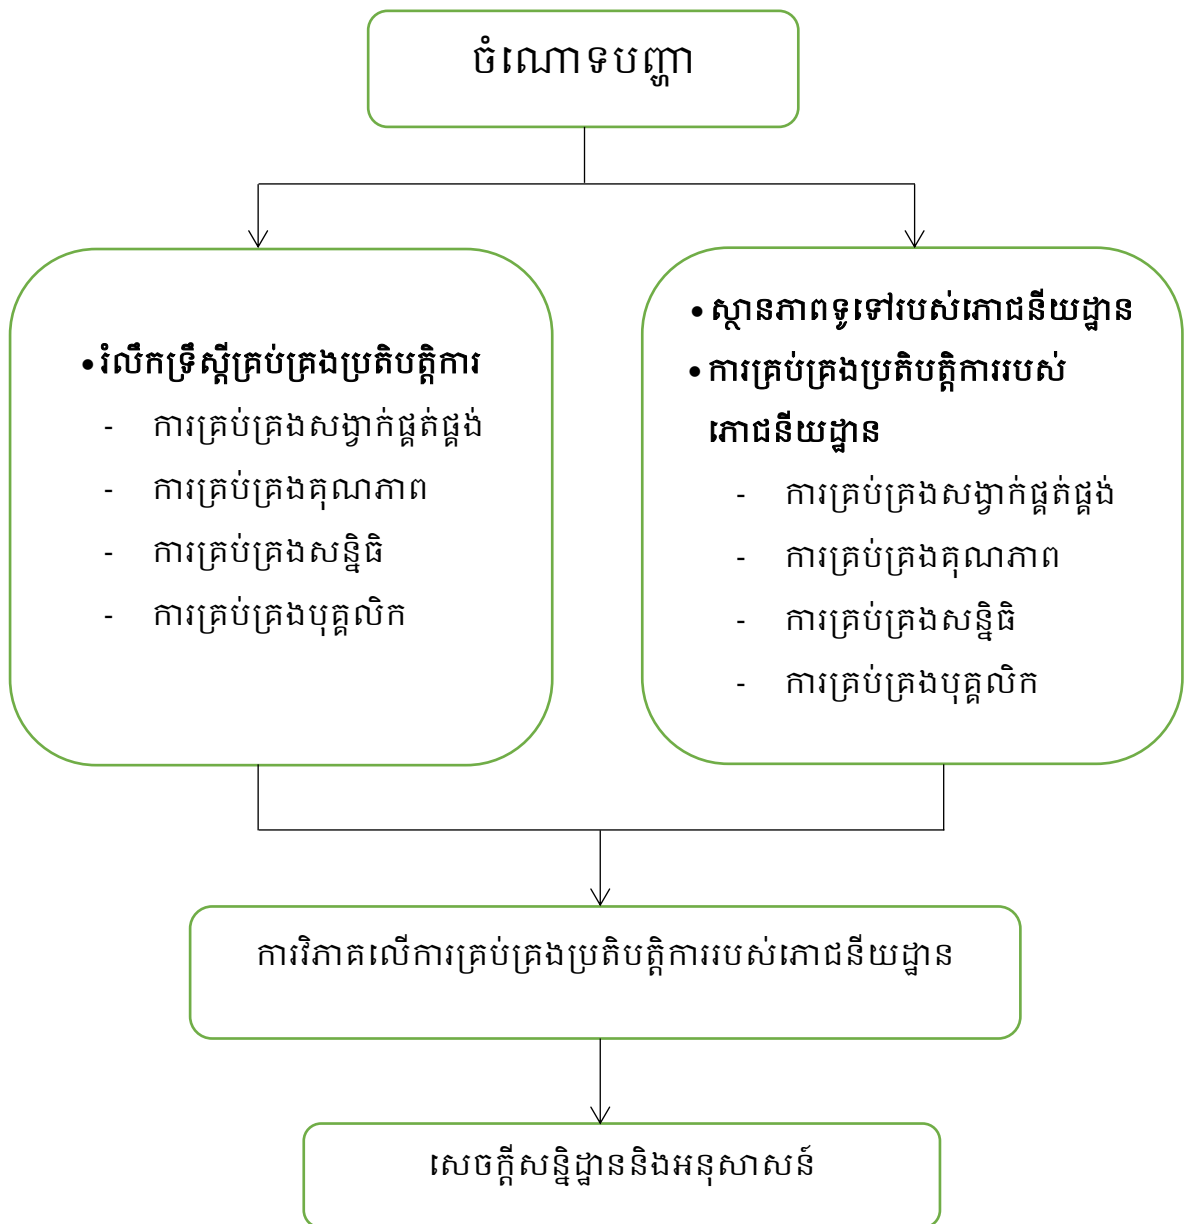 ចំណោទបញ្ហា
•រំលឹកទ្រឹស្តីគ្រប់គ្រងប្រតិបត្តិការ
- ការគ្រប់គ្រងសង្វាក់ផ្គត់ផ្គង់
- ការគ្រប់គ្រងគុណភាព
- ការគ្រប់គ្រងសន្និធិ
- ការគ្រប់គ្រងបុគ្គលិក
• ស្ថានភាពទូទៅរបស់ភោជនីយដ្ឋាន
• ការគ្រប់គ្រងប្រតិបត្តិការរបស់
ភោជនីយដ្ឋាន
- ការគ្រប់គ្រងសង្វាក់ផ្គត់ផ្គង់
- ការគ្រប់គ្រងគុណភាព
- ការគ្រប់គ្រងសន្និធិ
- ការគ្រប់គ្រងបុគ្គលិក
ការវិភាគលើការគ្រប់គ្រងប្រតិបត្តិការរបស់ភោជនីយដ្ឋាន
សេចក្តីសន្និដ្ឋាននិងអនុសាសន៍